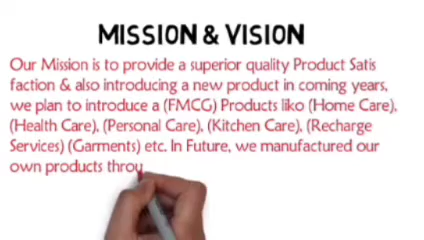 MISSION & VISION
Our Mission is to provide a superior quality Product Satis
faction & also introducing a new product in coming years,
we plan to introduce a (FMCG) Products liko (Home Care),
(Health Care), (Personal Care), (Kitchen Care), (Recharge
Services) (Garments) etc. In Future, we manufactured our
own products throu